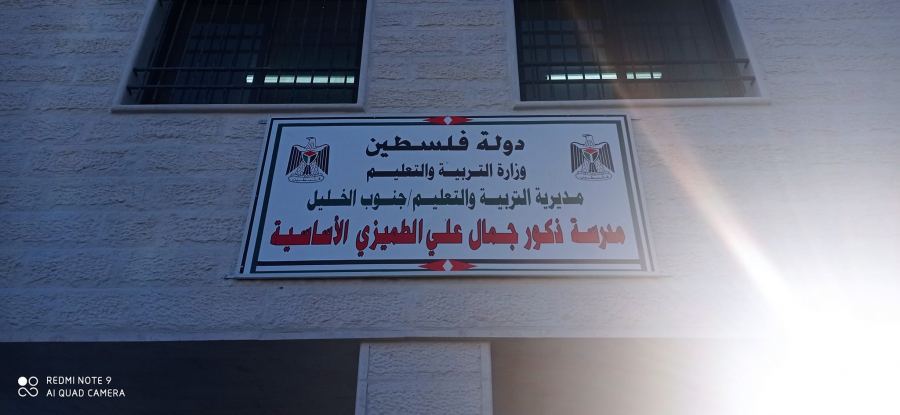 دولة فلسطين
وزارة التربية والتعليم
مديرية التربية والتعليم/جنوب الخليل
مدرسة ذكور جمال علي الطميزي الأساسية
REDMI NOTE 9
AI QUAD CAMERA